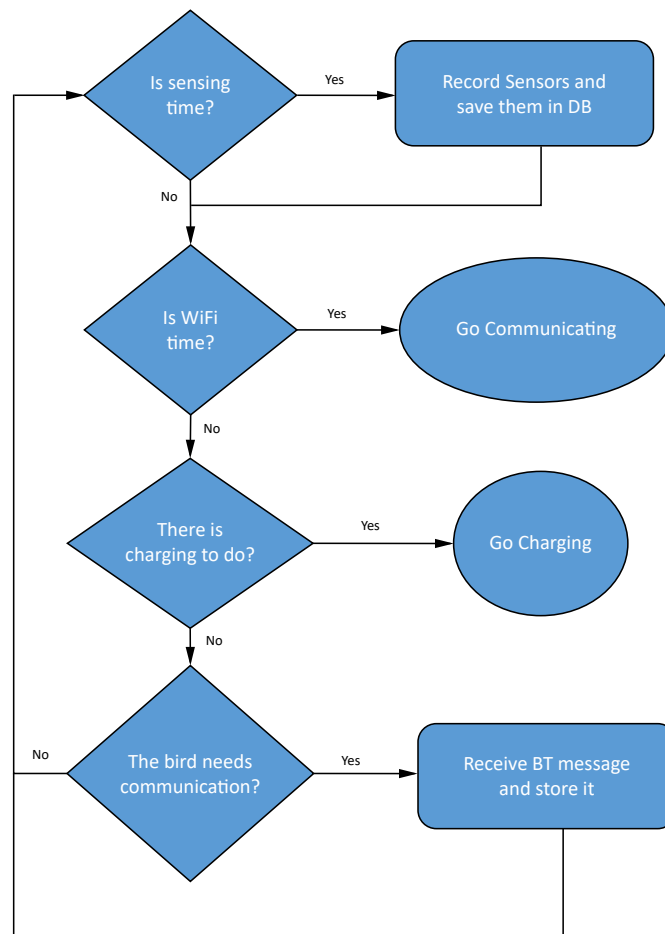 Is sensing
time?
Yes
Record Sensors and
save them in DB
No
Is WiFi
time?
Yes
Go Communicating
No
There is
charging to do?
Yes
Go Charging
No
No
The bird needs
communication?
Yes
Receive BT message
and store it